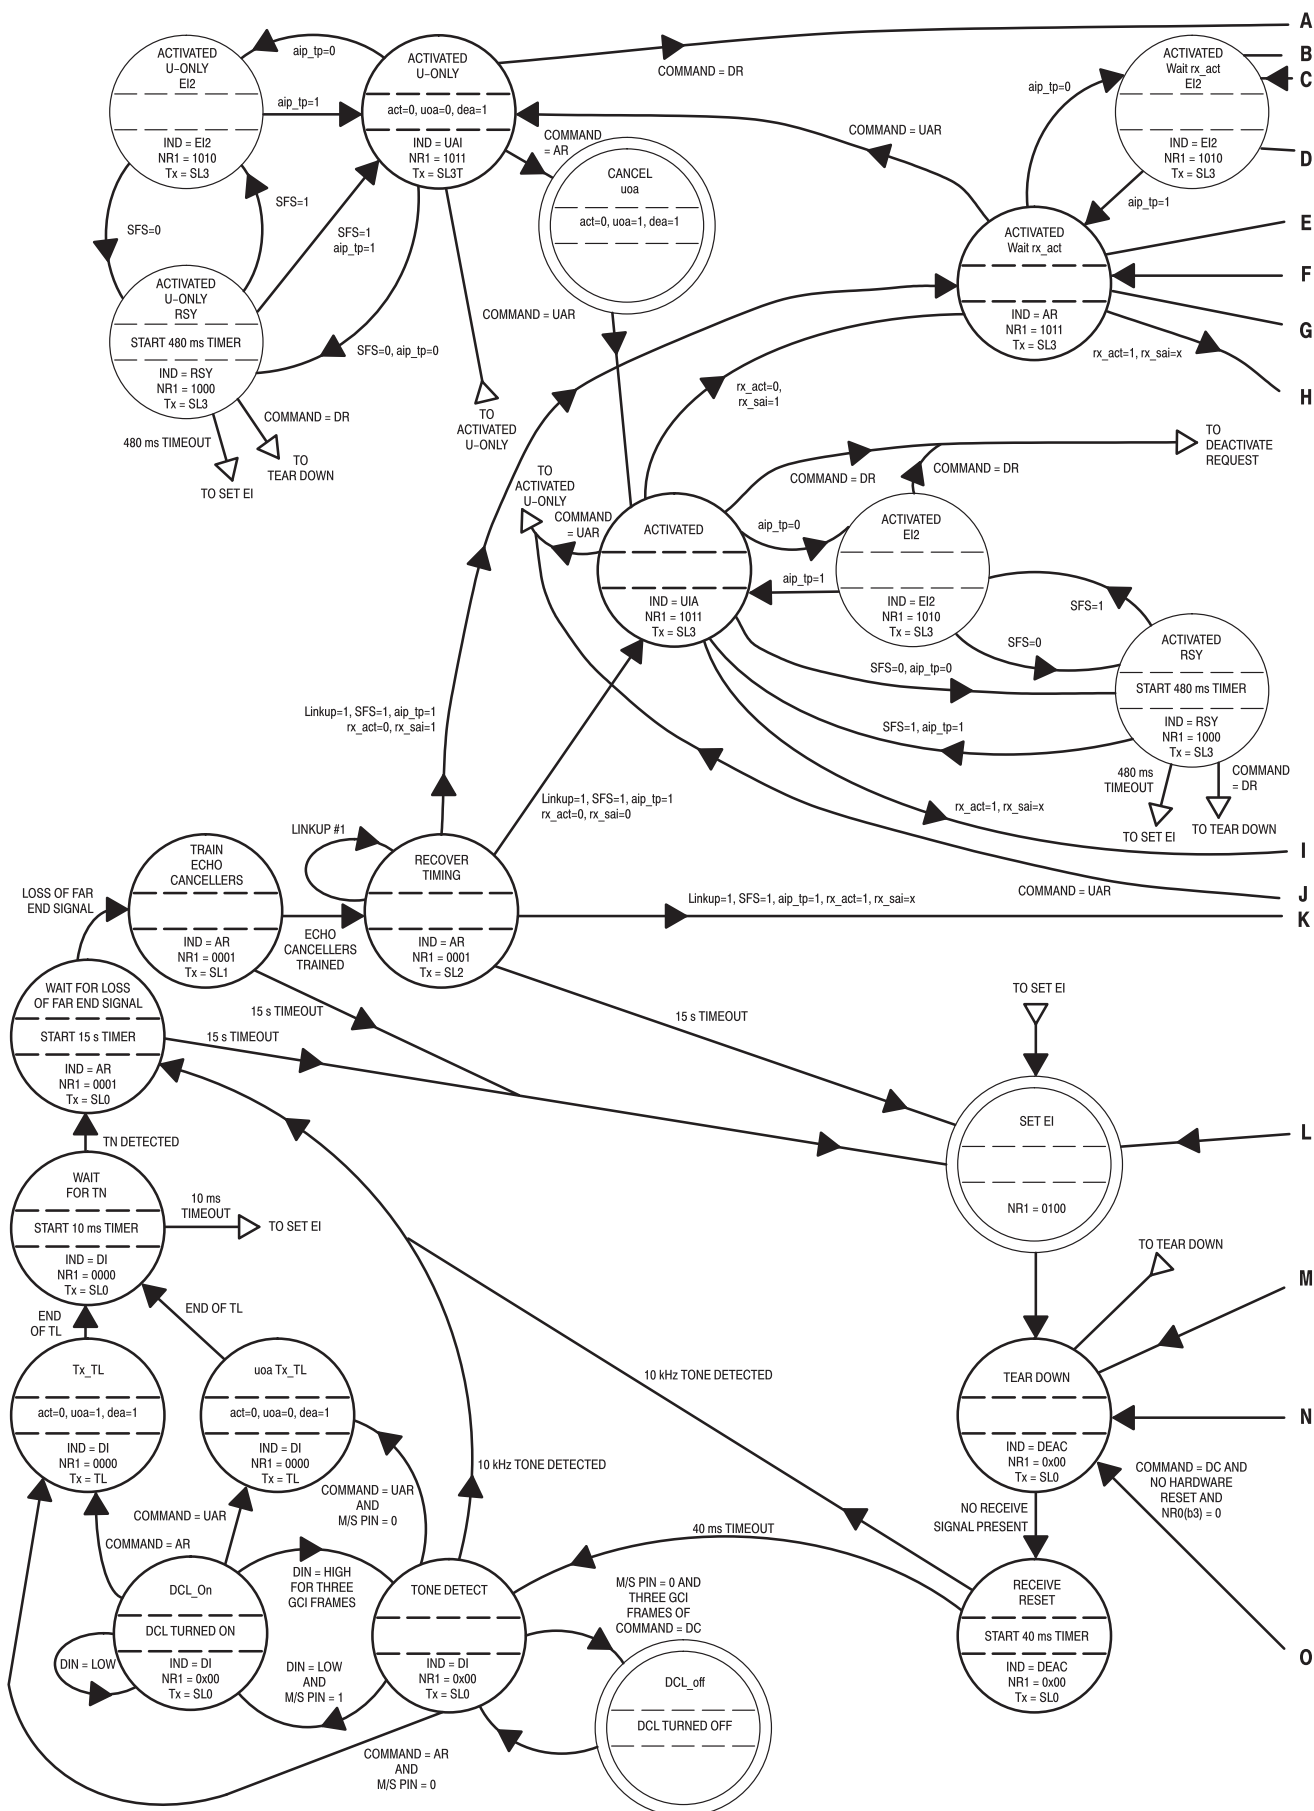 ACTIVATED
U–ONLY
EI2
IND = EI2
NR1 = 1010
Tx = SL3
aip_tp=0
aip_tp=1
ACTIVATED
U–ONLY
act=0, uoa=0, dea=1
IND = UAI
NR1 = 1011
Tx = SL3T
COMMAND = DR
A
COMMAND
= AR
CANCEL
uoa
act=0, uoa=1, dea=1
COMMAND = UAR
ACTIVATED
Wait rx_act
EI2
IND = EI2
NR1 = 1010
Tx = SL3
aip_tp=0
aip_tp=1
B
C
D
SFS=0
SFS=1
SFS=1
aip_tp=1
ACTIVATED
U–ONLY
RSY
START 480 ms TIMER
IND = RSY
NR1 = 1000
Tx = SL3
SFS=0, aip_tp=0
480 ms TIMEOUT
TO SET EI
COMMAND = DR
TO
TEAR DOWN
COMMAND = UAR
TO
ACTIVATED
U–ONLY
ACTIVATED
Wait rx_act
IND = AR
NR1 = 1011
Tx = SL3
E
F
G
rx_act=1, rx_sai=x
H
rx_act=0,
rx_sai=1
TO
ACTIVATED
U–ONLY
COMMAND
= UAR
ACTIVATED
IND = UIA
NR1 = 1011
Tx = SL3
COMMAND = DR
COMMAND = DR
TO
DEACTIVATE
REQUEST
aip_tp=0
aip_tp=1
ACTIVATED
EI2
IND = EI2
NR1 = 1010
Tx = SL3
SFS=1
SFS=0
ACTIVATED
RSY
START 480 ms TIMER
IND = RSY
NR1 = 1000
Tx = SL3
SFS=0, aip_tp=0
SFS=1, aip_tp=1
480 ms
TIMEOUT
TO SET EI
COMMAND
= DR
TO TEAR DOWN
rx_act=1, rx_sai=x
I
COMMAND = UAR
J
Linkup=1, SFS=1, aip_tp=1
rx_act=0, rx_sai=1
Linkup=1, SFS=1, aip_tp=1
rx_act=0, rx_sai=0
LINKUP #1
TRAIN
ECHO
CANCELLERS
IND = AR
NR1 = 0001
Tx = SL1
LOSS OF FAR
END SIGNAL
ECHO
CANCELLERS
TRAINED
RECOVER
TIMING
IND = AR
NR1 = 0001
Tx = SL2
Linkup=1, SFS=1, aip_tp=1, rx_act=1, rx_sai=x
K
WAIT FOR LOSS
OF FAR END SIGNAL
START 15 s TIMER
IND = AR
NR1 = 0001
Tx = SL0
15 s TIMEOUT
15 s TIMEOUT
15 s TIMEOUT
TO SET EI
SET EI
NR1 = 0100
L
TN DETECTED
WAIT
FOR TN
START 10 ms TIMER
IND = DI
NR1 = 0000
Tx = SL0
10 ms
TIMEOUT
TO SET EI
END
OF TL
END OF TL
TO TEAR DOWN
M
Tx_TL
act=0, uoa=1, dea=1
IND = DI
NR1 = 0000
Tx = TL
uoa Tx_TL
act=0, uoa=0, dea=1
IND = DI
NR1 = 0000
Tx = TL
10 kHz TONE DETECTED
10 kHz TONE DETECTED
TEAR DOWN
IND = DEAC
NR1 = 0x00
Tx = SL0
N
COMMAND = DC AND
NO HARDWARE
RESET AND
NR0(b3) = 0
NO RECEIVE
SIGNAL PRESENT
COMMAND = UAR
AND
M/S PIN = 0
COMMAND = UAR
COMMAND = AR
40 ms TIMEOUT
DCL_On
DCL TURNED ON
IND = DI
NR1 = 0x00
Tx = SL0
DIN = LOW
DIN = HIGH
FOR THREE
GCI FRAMES
DIN = LOW
AND
M/S PIN = 1
TONE DETECT
IND = DI
NR1 = 0x00
Tx = SL0
M/S PIN = 0 AND
THREE GCI
FRAMES OF
COMMAND = DC
DCL_off
DCL TURNED OFF
RECEIVE
RESET
START 40 ms TIMER
IND = DEAC
NR1 = 0x00
Tx = SL0
O
COMMAND = AR
AND
M/S PIN = 0